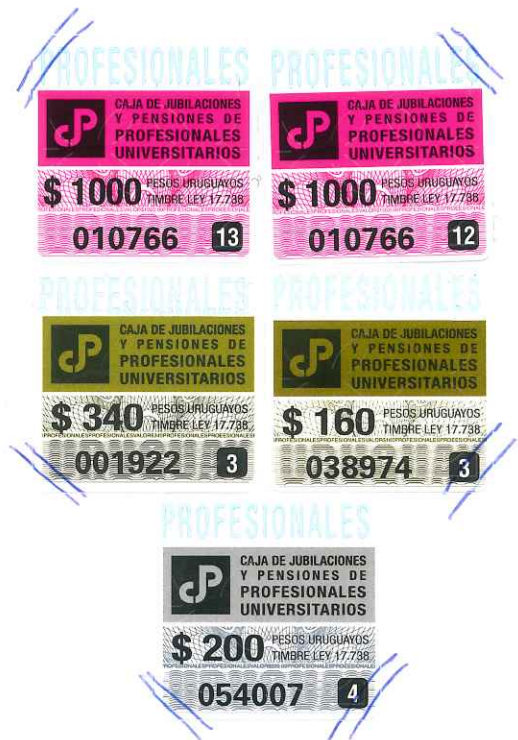 PROFESIONALES
CAJA DE JUBILACIONES
Y PENSIONES DE
PROFESIONALES
UNIVERSITARIOS
$ 1000 PESOS URUGUAYOS
TIMBRE LEY 17.738
010766 13
PROFESIONALES
CAJA DE JUBILACIONES
Y PENSIONES DE
PROFESIONALES
UNIVERSITARIOS
$ 1000 PESOS URUGUAYOS
TIMBRE LEY 17.738
010766 12
PROFESIONALES
CAJA DE JUBILACIONES
Y PENSIONES DE
PROFESIONALES
UNIVERSITARIOS
$ 340 PESOS URUGUAYOS
TIMBRE LEY 17.738
001922 3
PROFESIONALES
CAJA DE JUBILACIONES
Y PENSIONES DE
PROFESIONALES
UNIVERSITARIOS
$ 160 PESOS URUGUAYOS
TIMBRE LEY 17.738
038974 3
PROFESIONALES
CAJA DE JUBILACIONES
Y PENSIONES DE
PROFESIONALES
UNIVERSITARIOS
$ 200 PESOS URUGUAYOS
TIMBRE LEY 17.738
054007 4